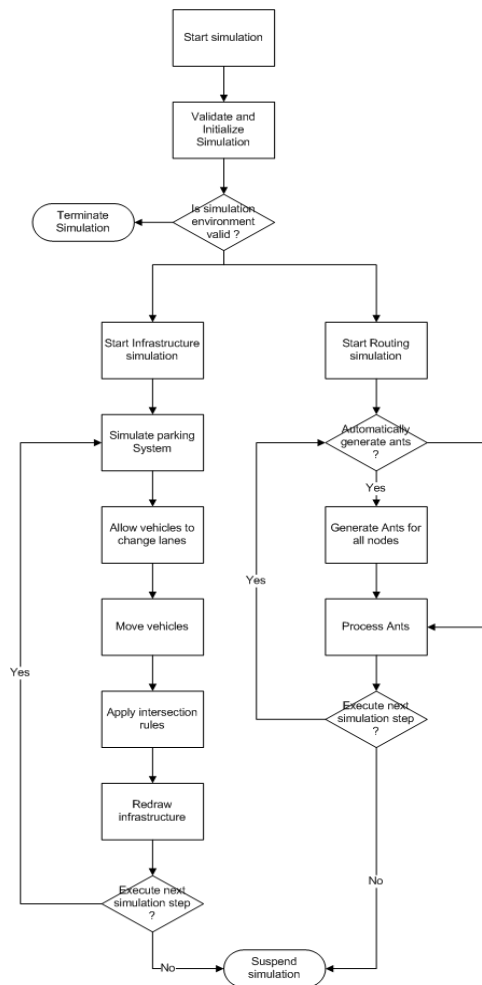 Start simulation
Validate and
Initialize
Simulation
Is simulation
environment
valid ?
Terminate
Simulation
Start Infrastructure
simulation
Start Routing
simulation
Simulate parking
System
Automatically
generate ants
?
Yes
Allow vehicles to
change lanes
Generate Ants for
all nodes
Yes
Move vehicles
Process Ants
Yes
Apply intersection
rules
Execute next
simulation step
?
Redraw
infrastructure
No
Execute next
simulation step
?
No
Suspend
simulation